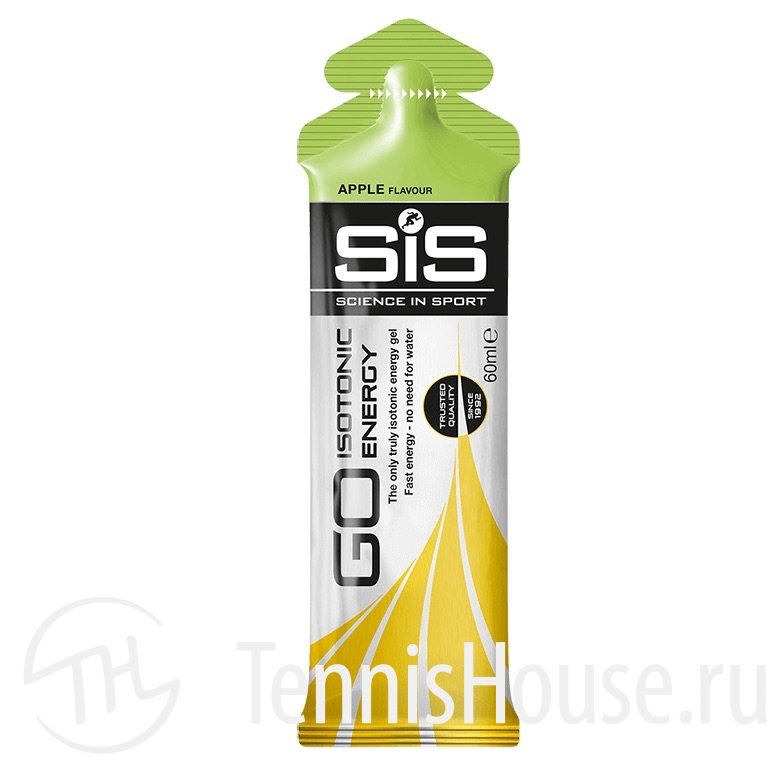 APPLE FLAVOUR
SiS
SCIENCE IN SPORT
GO ISOTONIC
ENERGY
The only truly isotonic energy gel
Fast energy - no need for water
60ml℮
TRUSTED
QUALITY
SINCE
1992
TH
TennisHouse.ru